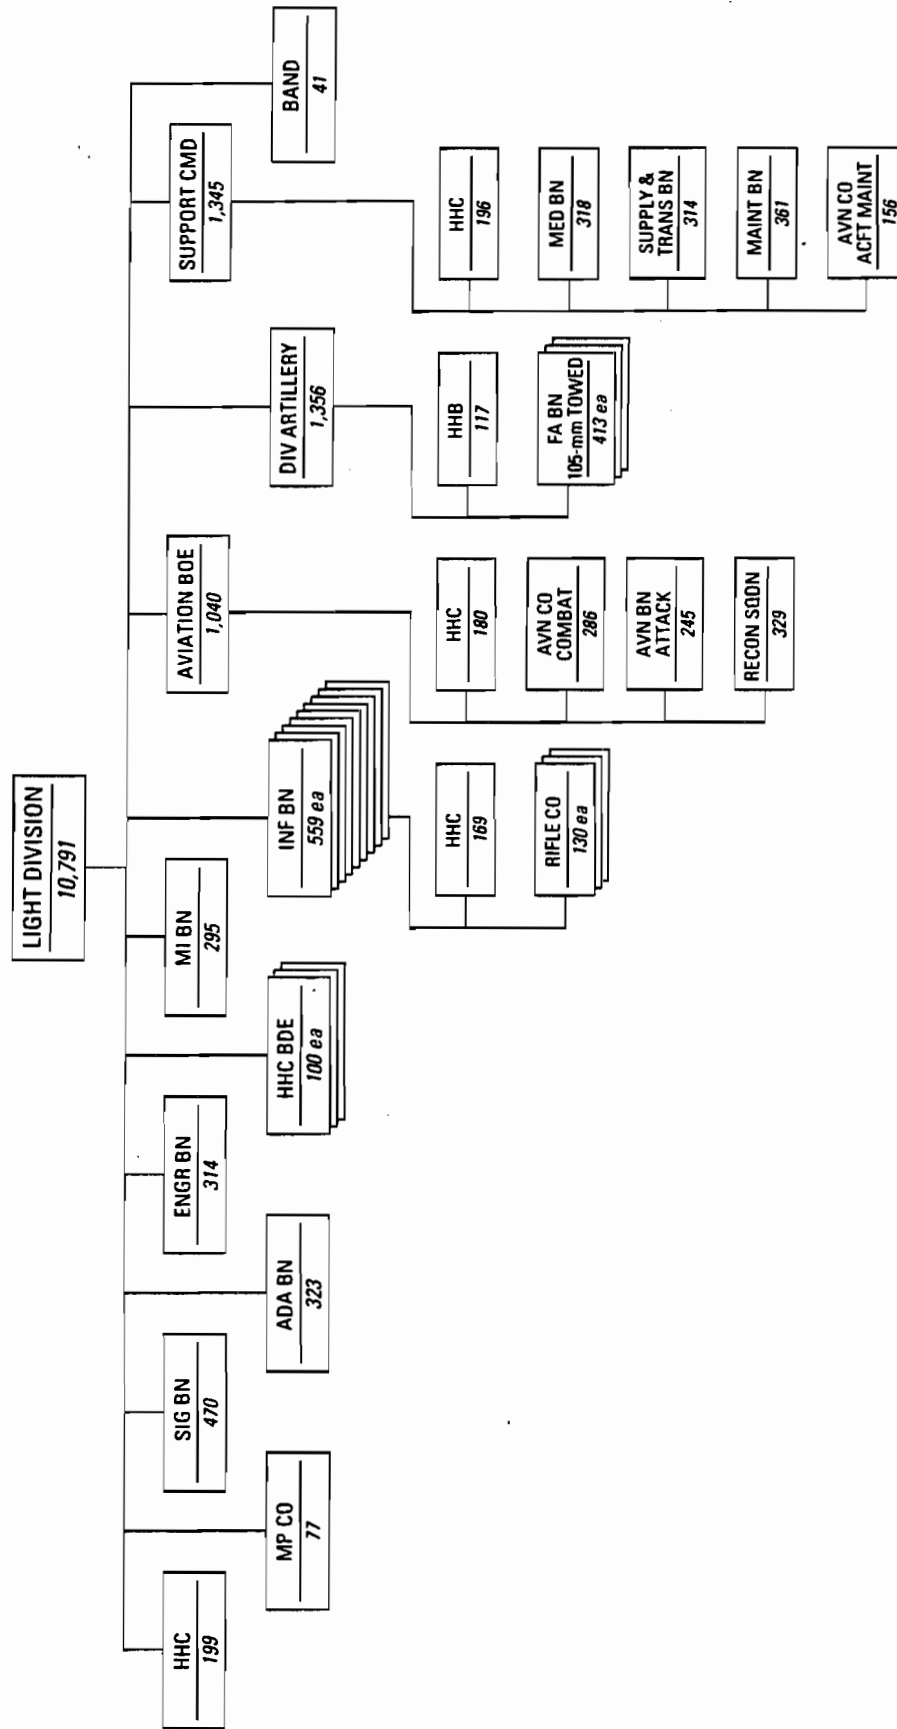 LIGHT DIVISION
10,791
HHC
199
MP CO
77
SIG BN
470
ADA BN
323
ENGR BN
314
HHC BDE
100 ea
MI BN
295
INF BN
559 ea
HHC
169
RIFLE CO
130 ea
AVIATION BOE
1,040
HHC
180
AVN CO
COMBAT
286
AVN BN
ATTACK
245
RECON SQDN
329
DIV ARTILLERY
1,356
HHB
117
FA BN
105-mm TOWED
413 ea
SUPPORT CMD
1,345
HHC
196
MED BN
318
SUPPLY &
TRANS BN
314
MAINT BN
361
AVN CO
ACFT MAINT
156
BAND
41